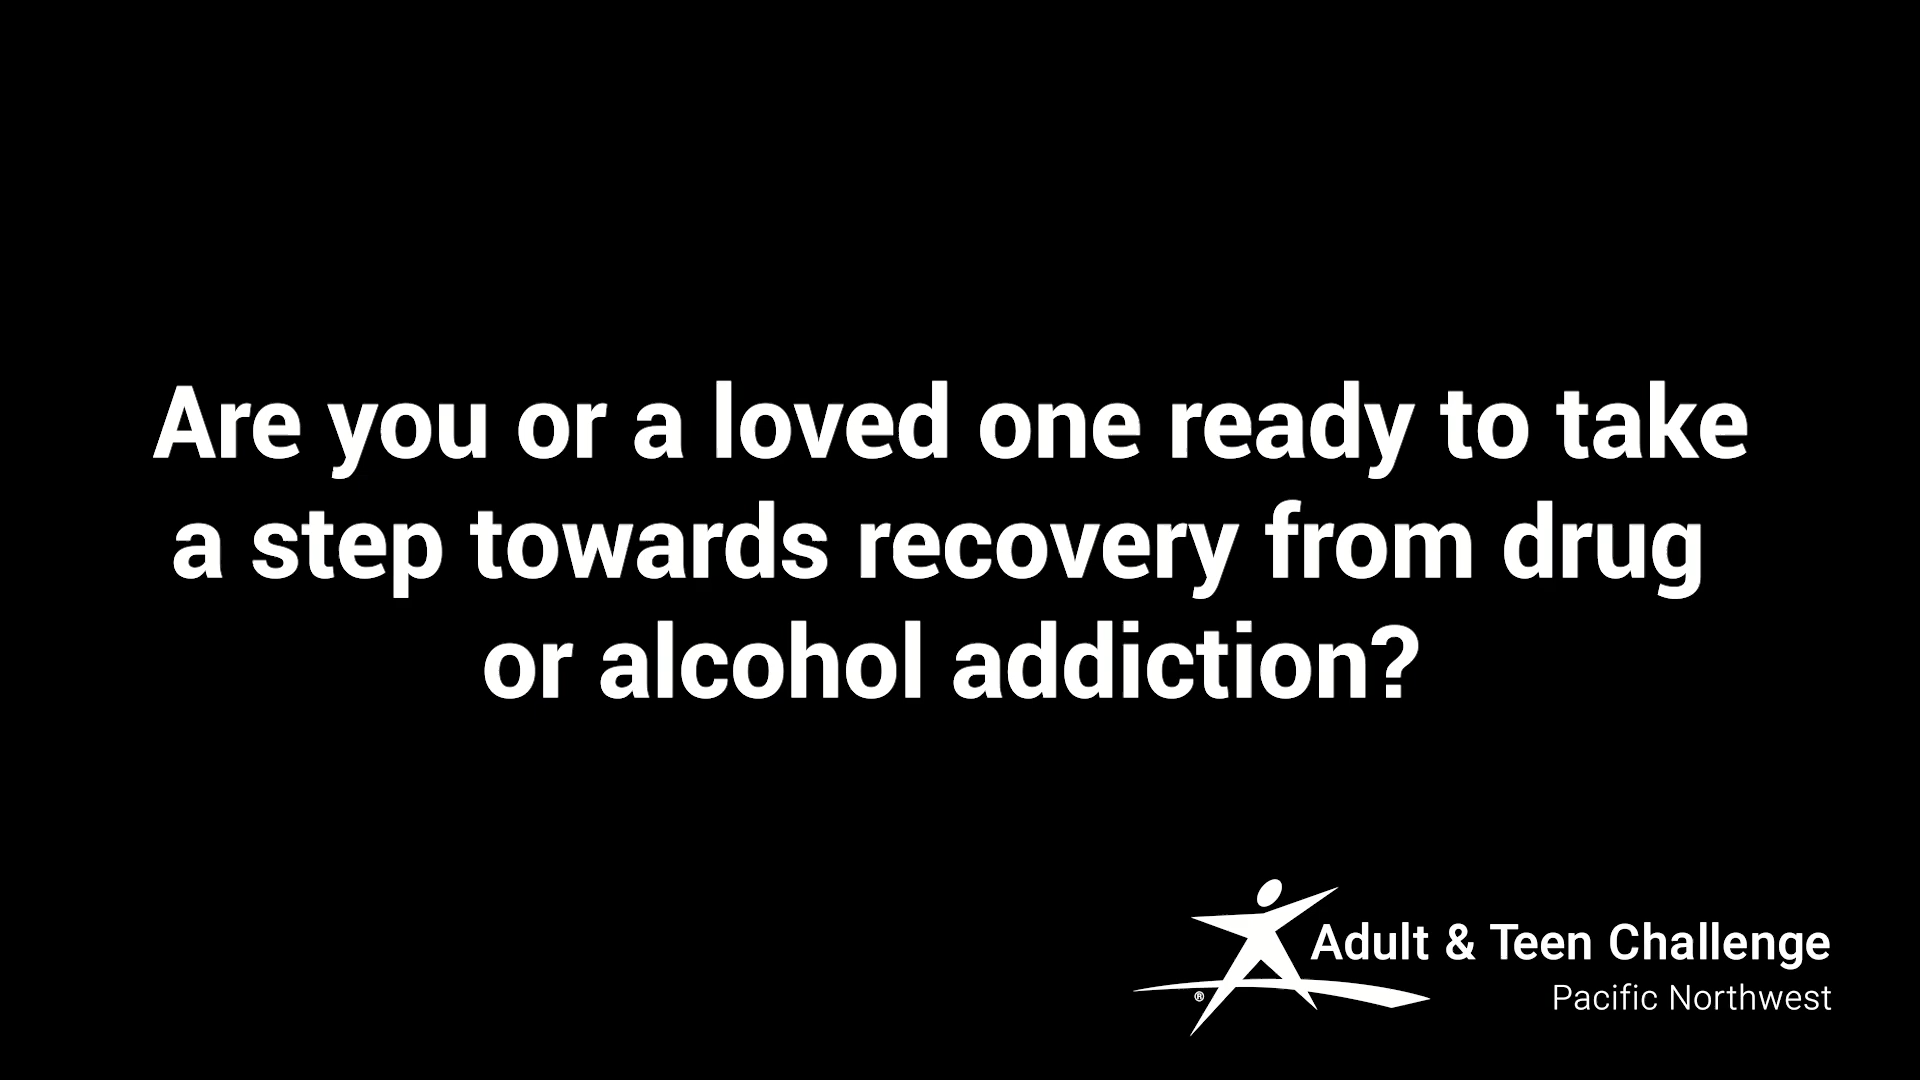 Are you or a loved one ready to take
a step towards recovery from drug
or alcohol addiction?
Adult & Teen Challenge
®
Pacific Northwest